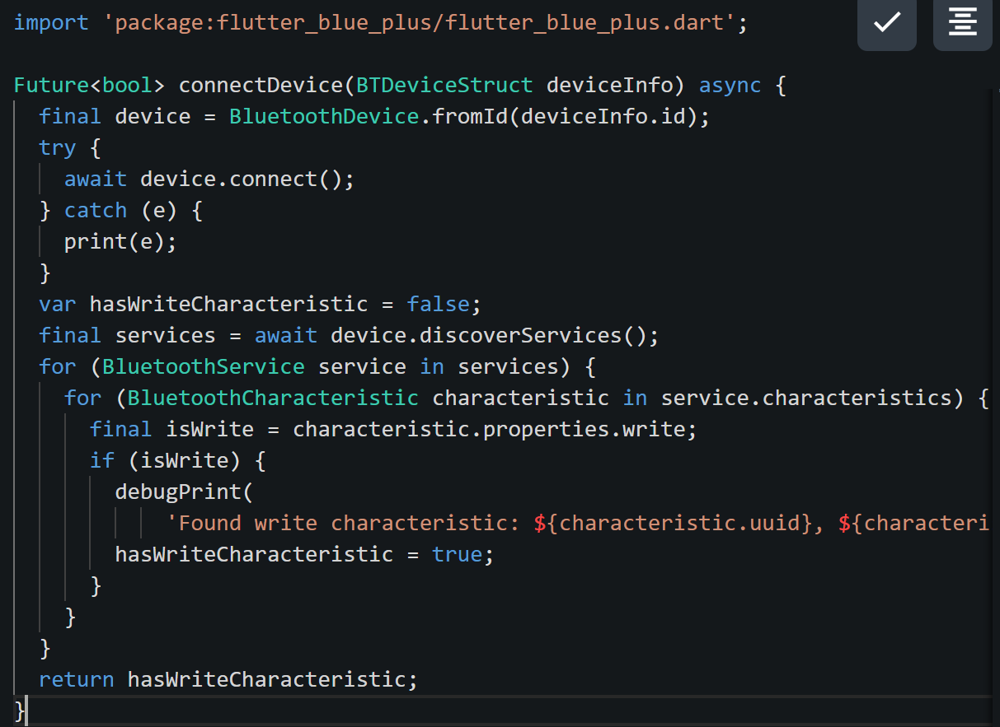 import 'package:flutter_blue_plus/flutter_blue_plus.dart';

Future<bool> connectDevice(BTDeviceStruct deviceInfo) async {
  final device = BluetoothDevice.fromId(deviceInfo.id);
  try {
    await device.connect();
  } catch (e) {
    print(e);
  }
  var hasWriteCharacteristic = false;
  final services = await device.discoverServices();
  for (BluetoothService service in services) {
    for (BluetoothCharacteristic characteristic in service.characteristics) {
      final isWrite = characteristic.properties.write;
      if (isWrite) {
        debugPrint(
            'Found write characteristic: ${characteristic.uuid}, ${characteri
        hasWriteCharacteristic = true;
      }
    }
  }
  return hasWriteCharacteristic;
}